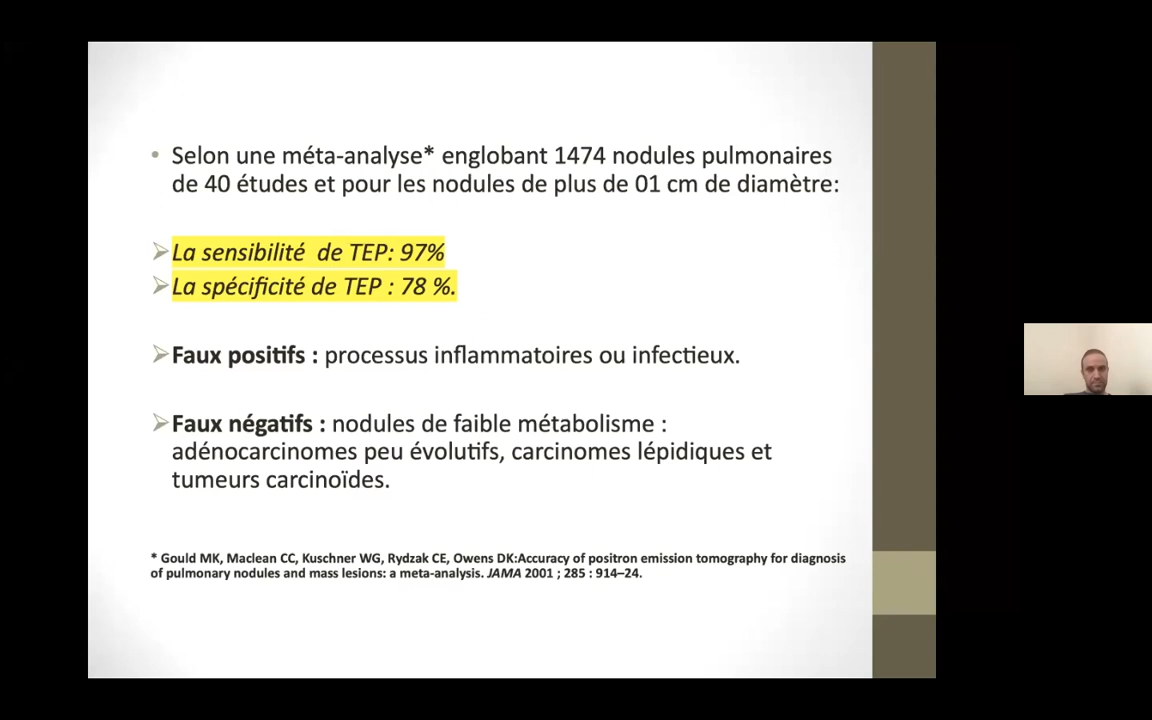 • Selon une méta-analyse* englobant 1474 nodules pulmonaires
de 40 études et pour les nodules de plus de 01 cm de diamètre:
➢La sensibilité  de TEP: 97%
➢La spécificité de TEP : 78 %.
➢Faux positifs : processus inflammatoires ou infectieux.
➢Faux négatifs : nodules de faible métabolisme :
adénocarcinomes peu évolutifs, carcinomes lépidiques et
tumeurs carcinoïdes.
* Gould MK, Maclean CC, Kuschner WG, Rydzak CE, Owens DK:Accuracy of positron emission tomography for diagnosis
of pulmonary nodules and mass lesions: a meta-analysis. JAMA 2001 ; 285 : 914–24.